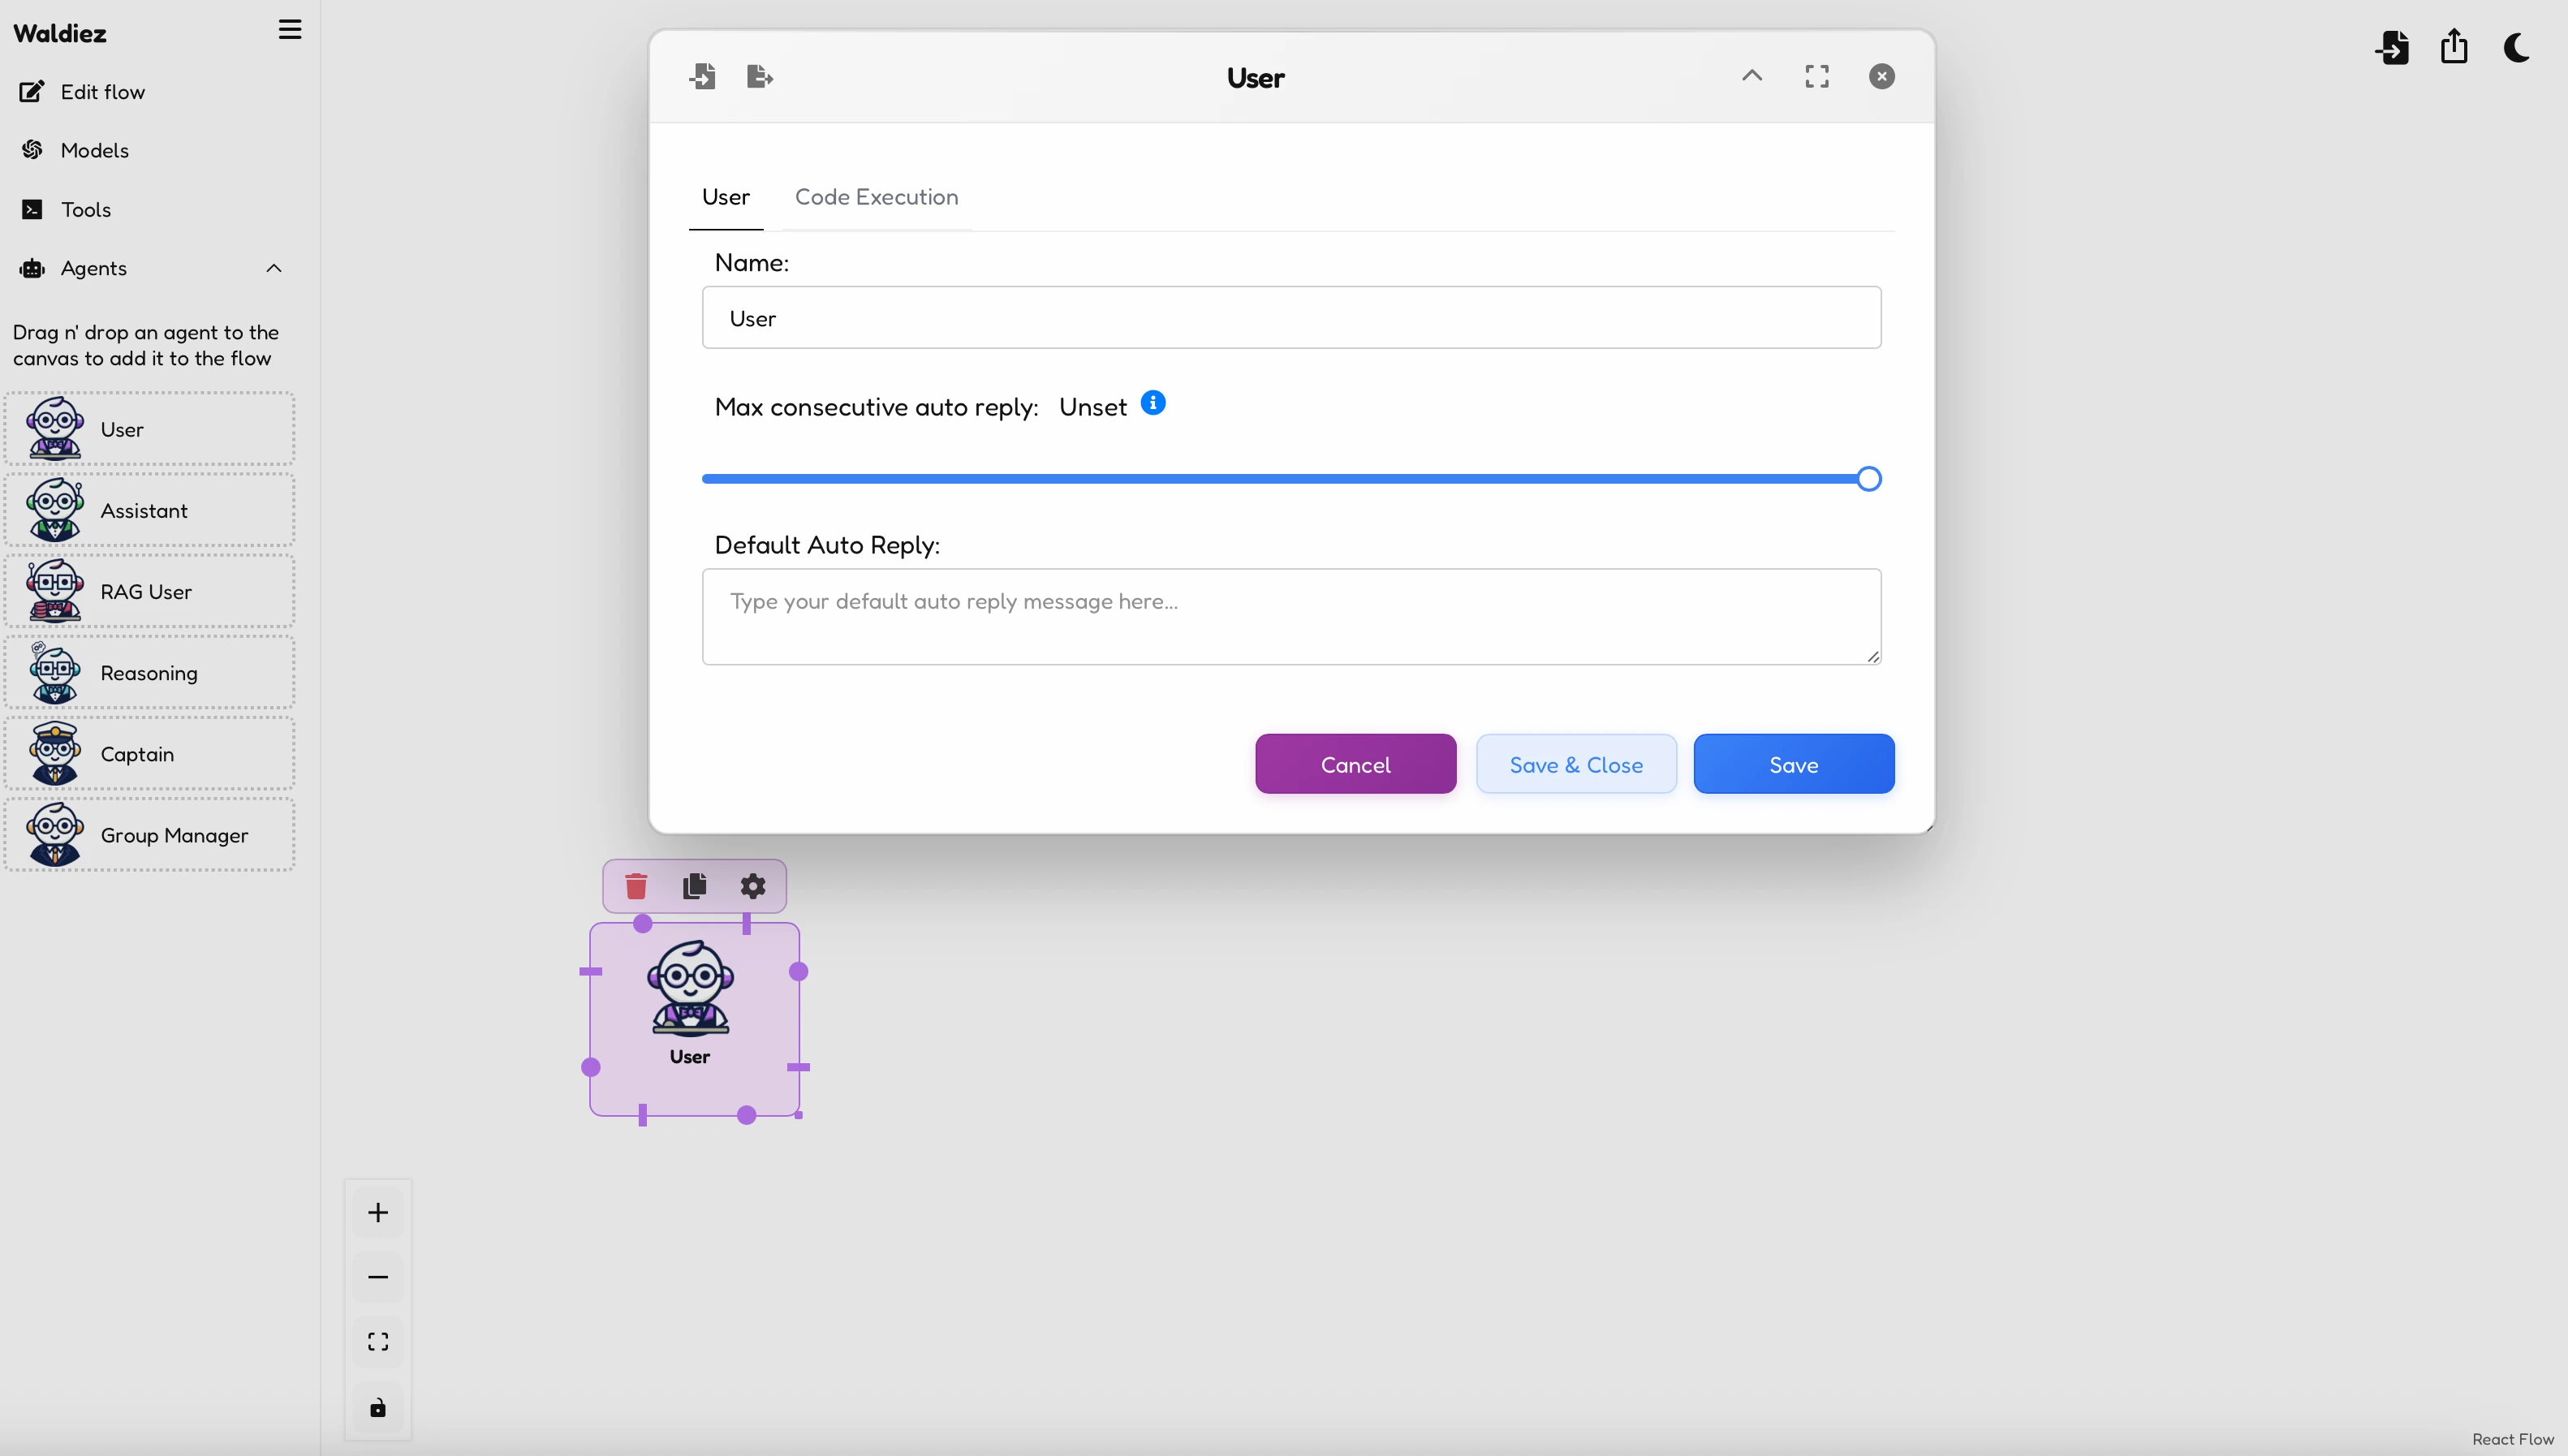 Waldiez
Edit flow
Models
Tools
Agents
Drag n' drop an agent to the
canvas to add it to the flow
User
Assistant
RAG User
Reasoning
Captain
Group Manager
User
User
Code Execution
Name:
User
Max consecutive auto reply: Unset
Default Auto Reply:
Type your default auto reply message here...
Cancel
Save & Close
Save
User
React Flow